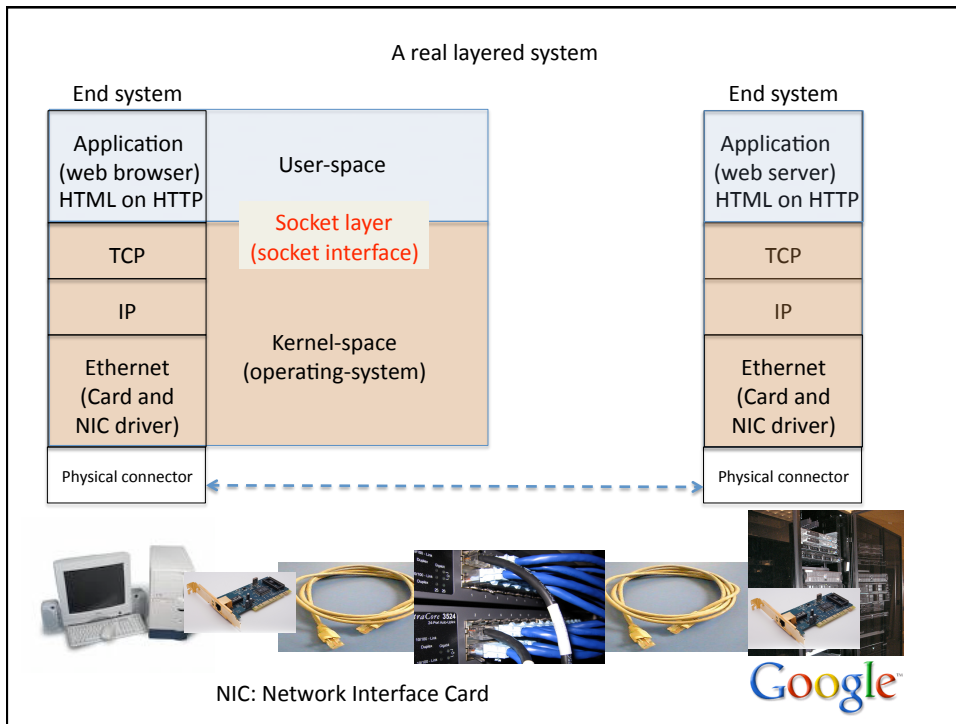 A real layered system
End system
End system
Application
(web browser)
HTML on HTTP
User-space
Application
(web server)
HTML on HTTP
Socket layer
(socket interface)
TCP
TCP
IP
IP
Kernel-space
(operating-system)
Ethernet
(Card and
NIC driver)
Ethernet
(Card and
NIC driver)
Physical connector
Physical connector
3524
NIC: Network Interface Card
Google™